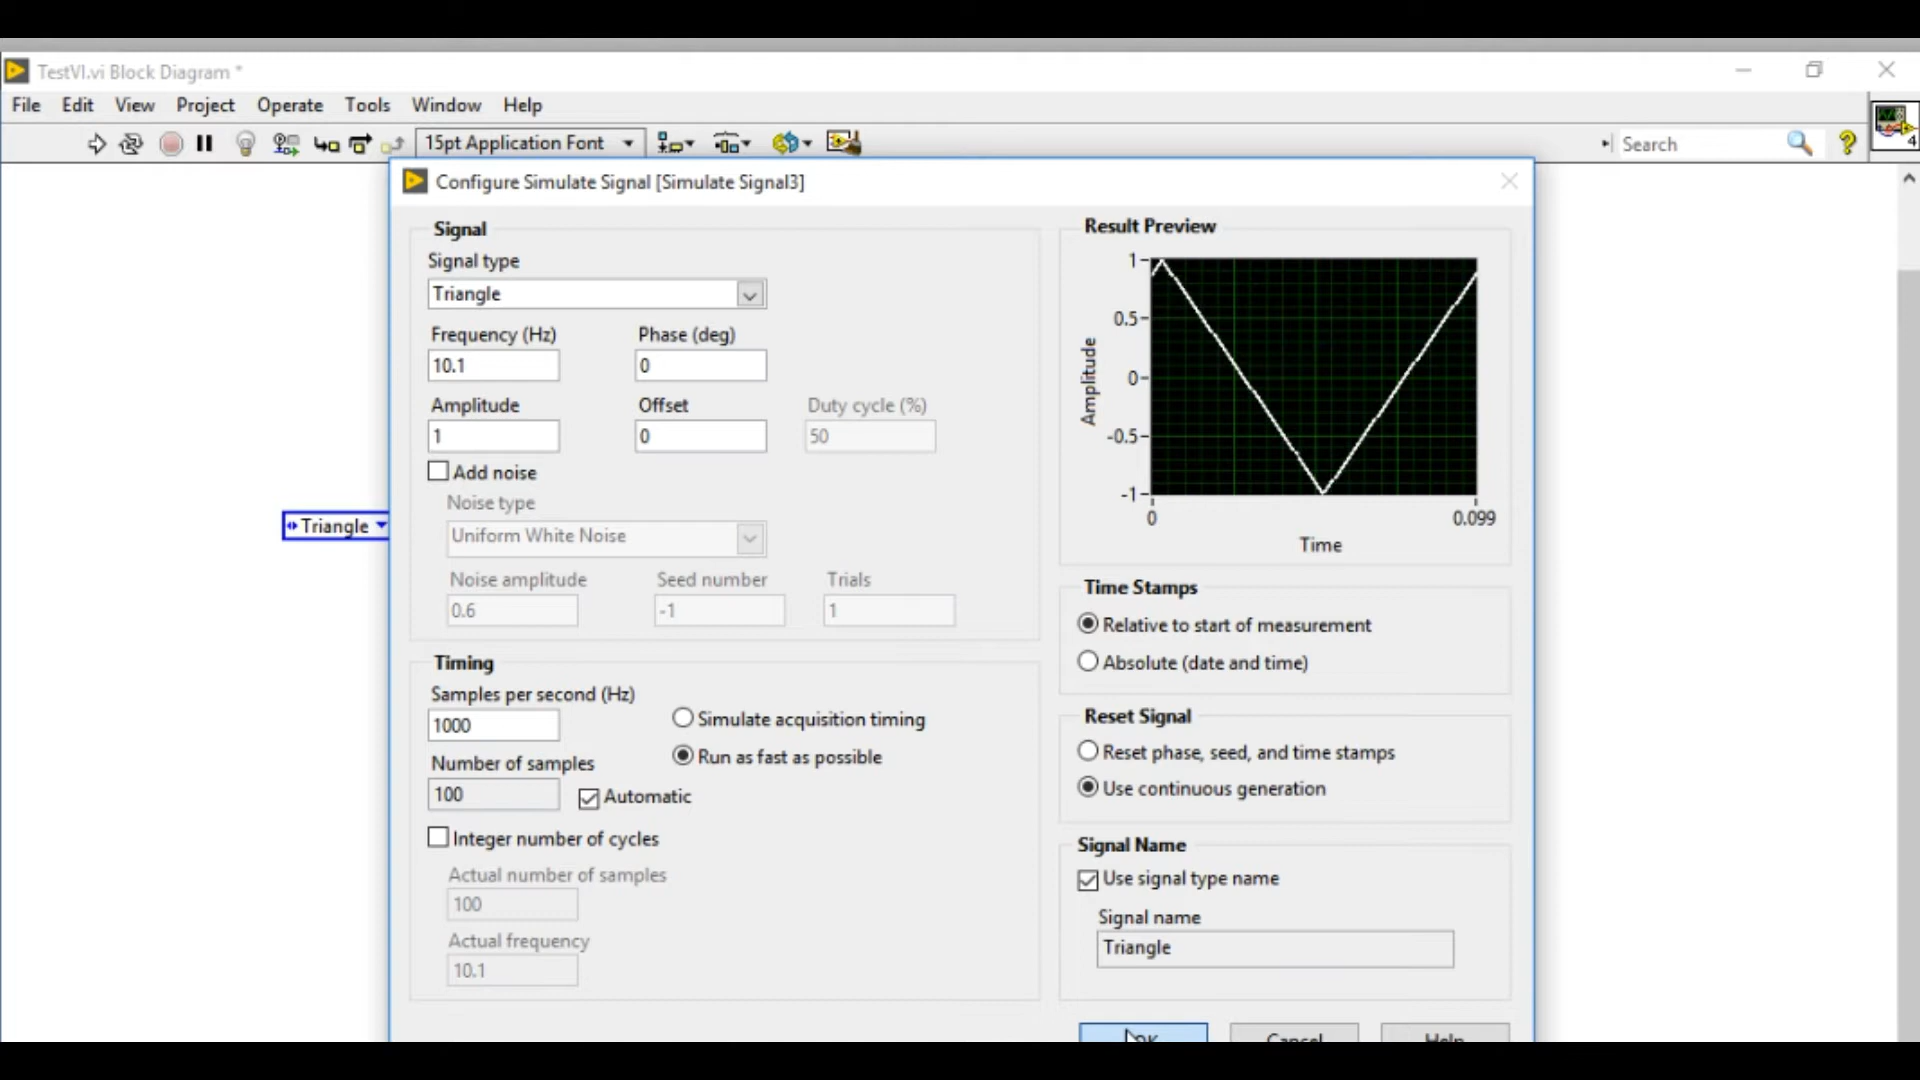 TestVI.vi Block Diagram *
File Edit View Project Operate Tools Window Help
15pt Application Font
Search
4
Configure Simulate Signal [Simulate Signal3]
Signal
Signal type
Triangle
Frequency (Hz) Phase (deg)
10.1 0
Amplitude Offset Duty cycle (%)
1 0 50
Add noise
Noise type
Uniform White Noise
Noise amplitude Seed number Trials
0.6 -1 1
Timing
Samples per second (Hz)
1000
Simulate acquisition timing
Run as fast as possible
Number of samples
100
Automatic
Integer number of cycles
Actual number of samples
100
Actual frequency
10.1
Result Preview
Amplitude
1
0.5
0
-0.5
-1
0 0.099
Time
Time Stamps
Relative to start of measurement
Absolute (date and time)
Reset Signal
Reset phase, seed, and time stamps
Use continuous generation
Signal Name
Use signal type name
Signal name
Triangle
OK Cancel Help
Triangle